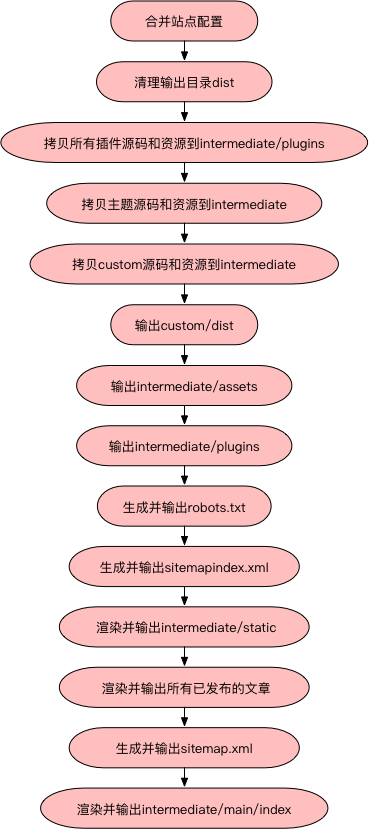 合并站点配置
清理输出目录dist
拷贝所有插件源码和资源到intermediate/plugins
拷贝主题源码和资源到intermediate
拷贝custom源码和资源到intermediate
输出custom/dist
输出intermediate/assets
输出intermediate/plugins
生成并输出robots.txt
生成并输出sitemapindex.xml
渲染并输出intermediate/static
渲染并输出所有已发布的文章
生成并输出sitemap.xml
渲染并输出intermediate/main/index